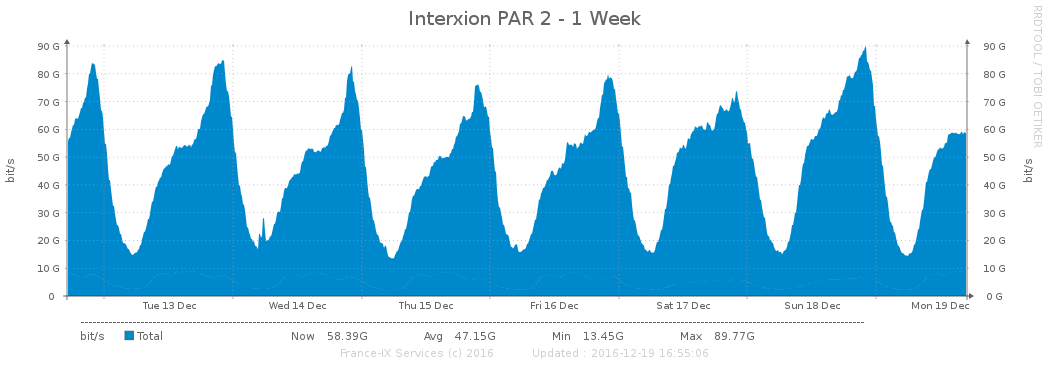 Interxion PAR 2 - 1 Week
RRDTOOL / TOBI OETIKER
90 G 90 G
80 G 80 G
70 G 70 G
60 G 60 G
50 G 50 G
40 G 40 G
30 G 30 G
20 G 20 G
10 G 10 G
0 0 G
bit/s bit/s
Tue 13 Dec Wed 14 Dec Thu 15 Dec Fri 16 Dec Sat 17 Dec Sun 18 Dec Mon 19 Dec
bit/s Total Now 58.39G Avg 47.15G Min 13.45G Max 89.77G
France-IX Services (c) 2016 Updated : 2016-12-19 16:55:06